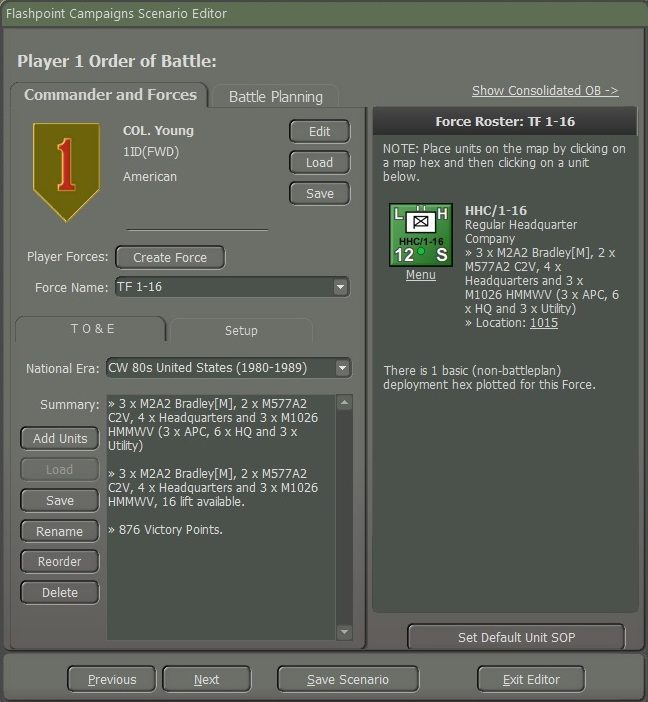 Flashpoint Campaigns Scenario Editor
Player 1 Order of Battle:
Commander and Forces
Battle Planning
Show Consolidated OB ->
1
COL. Young
1ID(FWD)
American
Edit
Load
Save
Player Forces:
Create Force
Force Name:
TF 1-16
T O & E
Setup
National Era:
CW 80s United States (1980-1989)
Summary:
» 3 x M2A2 Bradley[M], 2 x M577A2
C2V, 4 x Headquarters and 3 x M1026
HMMWV (3 x APC, 6 x HQ and 3 x
Utility)
» 3 x M2A2 Bradley[M], 2 x M577A2
C2V, 4 x Headquarters and 3 x M1026
HMMWV, 16 lift available.
» 876 Victory Points.
Add Units
Load
Save
Rename
Reorder
Delete
Force Roster: TF 1-16
NOTE: Place units on the map by clicking on
a map hex and then clicking on a unit
below.
L H
HHC/1-16
12 S
Menu
HHC/1-16
Regular Headquarter
Company
» 3 x M2A2 Bradley[M], 2 x
M577A2 C2V, 4 x
Headquarters and 3 x
M1026 HMMWV (3 x APC, 6
x HQ and 3 x Utility)
» Location: 1015
There is 1 basic (non-battleplan)
deployment hex plotted for this Force.
Set Default Unit SOP
Previous
Next
Save Scenario
Exit Editor